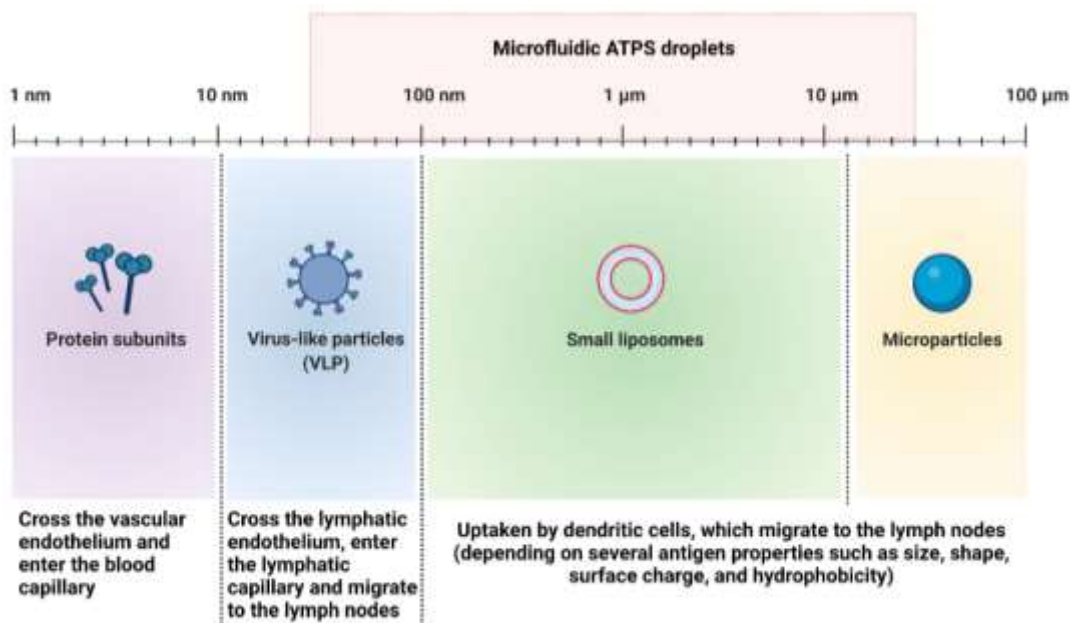 Microfluidic ATPS droplets
1 nm
10 nm
100 nm
1 µm
10 µm
100 µm
Protein subunits
Virus-like particles
(VLP)
Small liposomes
Microparticles
Cross the vascular
endothelium and
enter the blood
capillary
Cross the lymphatic
endothelium, enter
the lymphatic
capillary and migrate
to the lymph nodes
Uptaken by dendritic cells, which migrate to the lymph nodes
(depending on several antigen properties such as size, shape,
surface charge, and hydrophobicity)